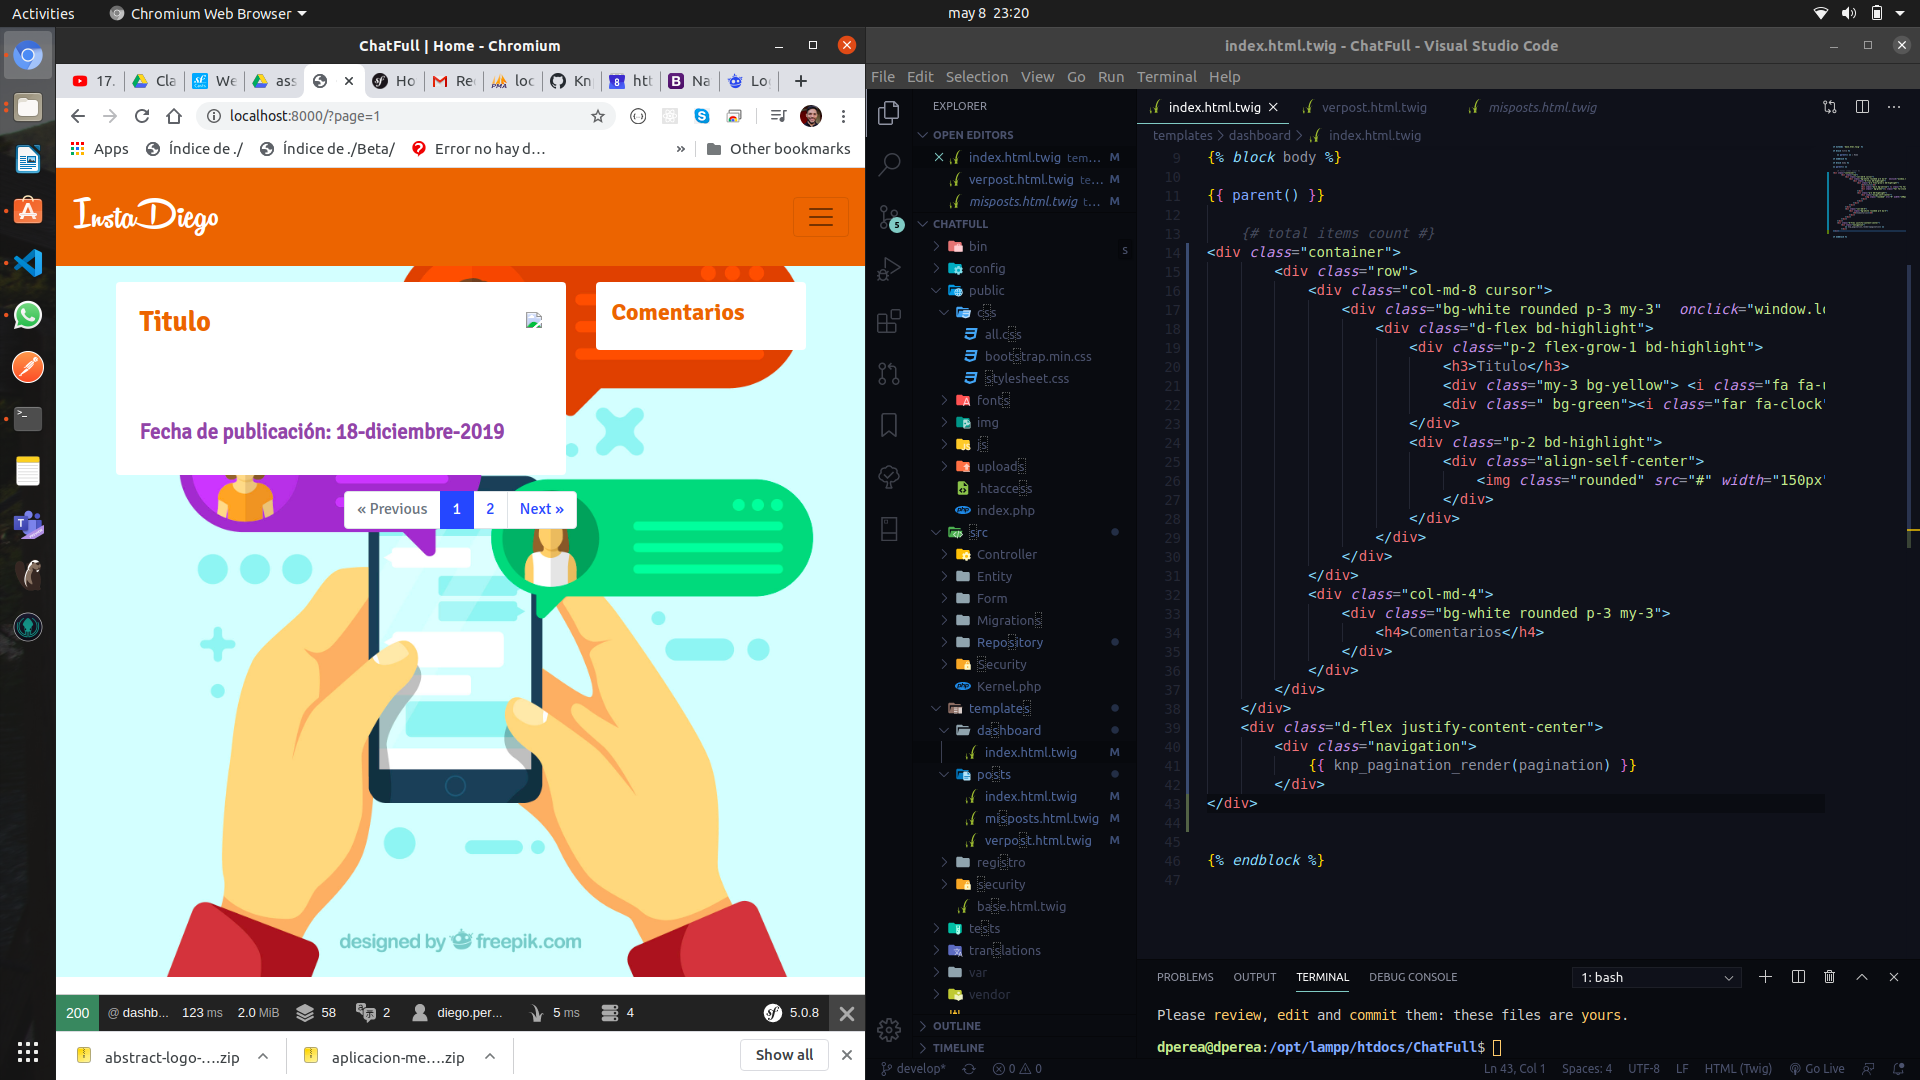 Activities
Chromium Web Browser
may 8 23:20
ChatFull | Home - Chromium
17.
Cla
We
ass
Ho
Re
loc
Kn
htt
Na
Lo
localhost:8000/?page=1
Apps
Índice de ./
Índice de ./Beta/
Error no hay d…
»
Other bookmarks
InstaDiego
Titulo
Comentarios
Fecha de publicación: 18-diciembre-2019
« Previous
1
2
Next »
designed by freepik.com
200
@ dashb...
123 ms
2.0 MiB
58
2
diego.per...
5 ms
4
5.0.8
abstract-logo-....zip
aplicacion-me....zip
Show all
index.html.twig - ChatFull - Visual Studio Code
File Edit Selection View Go Run Terminal Help
EXPLORER
OPEN EDITORS
index.html.twig tem... M
verpost.html.twig te... M
misposts.html.twig t... M
5
CHATFULL
s
bin
config
public
css
all.css
bootstrap.min.css
stylesheet.css
fonts
img
js
uploads
.htaccess
index.php
src
Controller
Entity
Form
Migrations
Repository
Security
Kernel.php
templates
dashboard
index.html.twig M
posts
index.html.twig M
misposts.html.twig M
verpost.html.twig M
registro
security
base.html.twig
tests
translations
var
vendor
OUTLINE
TIMELINE
index.html.twig
verpost.html.twig
misposts.html.twig
templates > dashboard > index.html.twig
9 {% block body %}
10
11 {{ parent() }}
12
13 {# total items count #}
14 <div class="container">
15 <div class="row">
16 <div class="col-md-8 cursor">
17 <div class="bg-white rounded p-3 my-3" onclick="window.lo
18 <div class="d-flex bd-highlight">
19 <div class="p-2 flex-grow-1 bd-highlight">
20 <h3>Titulo</h3>
21 <div class="my-3 bg-yellow"> <i class="fa fa-u
22 <div class=" bg-green"><i class="far fa-clock"
23 </div>
24 <div class="p-2 bd-highlight">
25 <div class="align-self-center">
26 <img class="rounded" src="#" width="150px"
27 </div>
28 </div>
29 </div>
30 </div>
31 </div>
32 <div class="col-md-4">
33 <div class="bg-white rounded p-3 my-3">
34 <h4>Comentarios</h4>
35 </div>
36 </div>
37 </div>
38 </div>
39 <div class="d-flex justify-content-center">
40 <div class="navigation">
41 {{ knp_pagination_render(pagination) }}
42 </div>
43 </div>
44
45
46 {% endblock %}
47
PROBLEMS OUTPUT TERMINAL DEBUG CONSOLE
1: bash
Please review, edit and commit them: these files are yours.
dperea@dperea:/opt/lampp/htdocs/ChatFull$
develop*
0 0
Ln 43, Col 1
Spaces: 4
UTF-8
LF
HTML (Twig)
Go Live